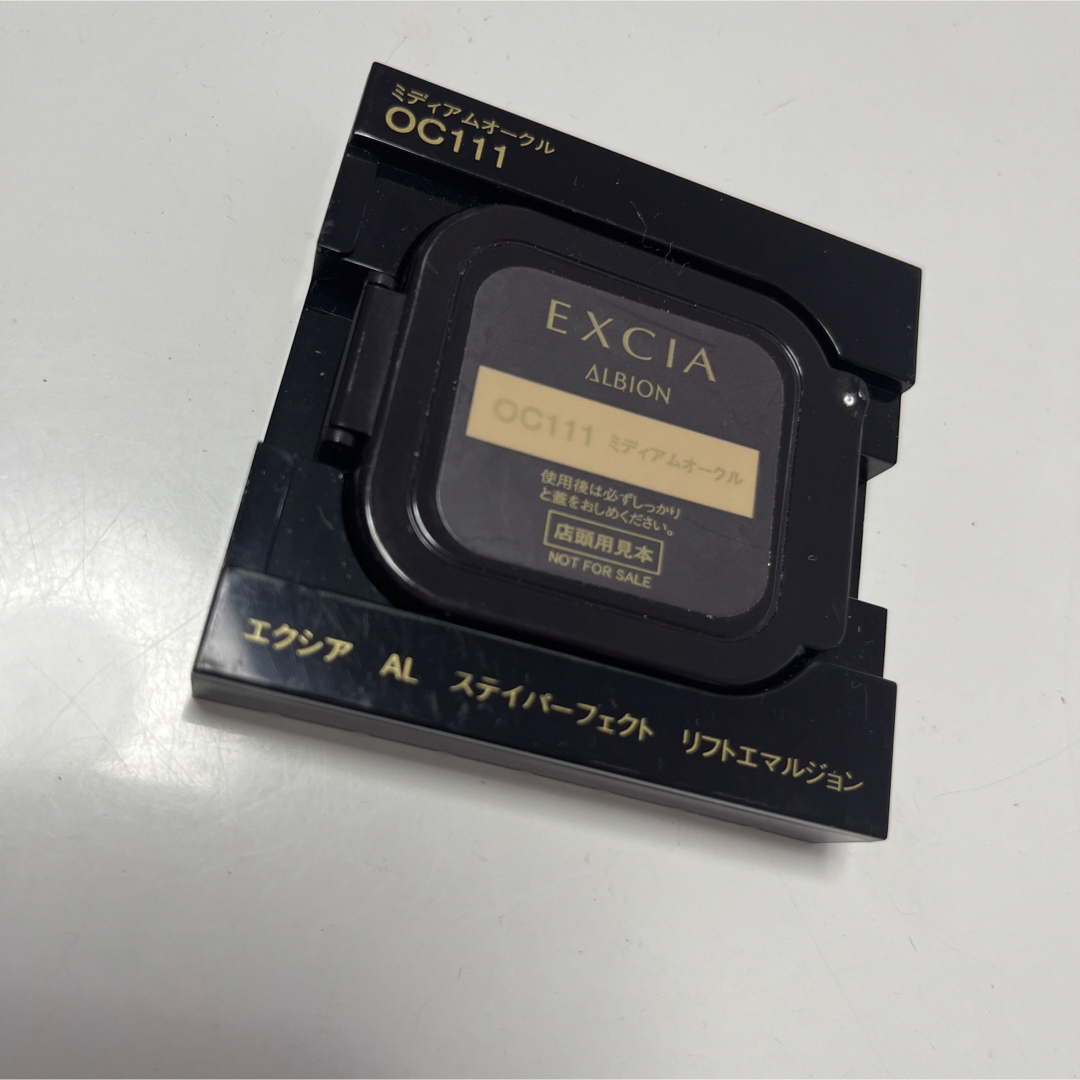 ミディアムオークル
OC111
EXCIA
ALBION
OC111 ミディアムオークル
使用後は必ずしっかり
と蓋をおしめください。
店頭用見本
NOT FOR SALE
エクシア AL ステイパーフェクト リフトエマルジョン